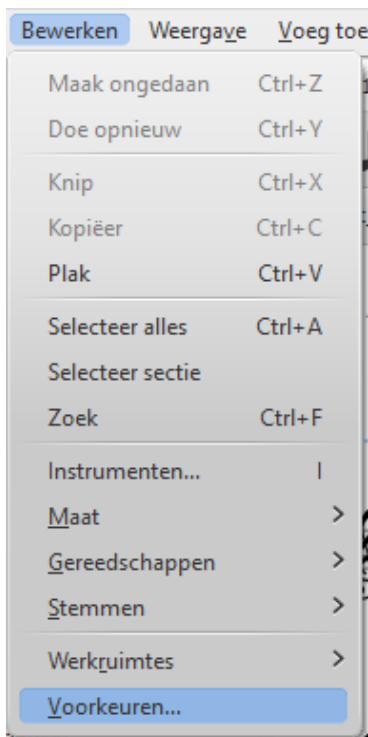 Bewerken Weergave Voeg toe
Maak ongedaan Ctrl+Z
Doe opnieuw Ctrl+Y
Knip Ctrl+X
Kopiëer Ctrl+C
Plak Ctrl+V
Selecteer alles Ctrl+A
Selecteer sectie
Zoek Ctrl+F
Instrumenten... I
Maat >
Gereedschappen >
Stemmen >
Werkruimtes >
Voorkeuren...